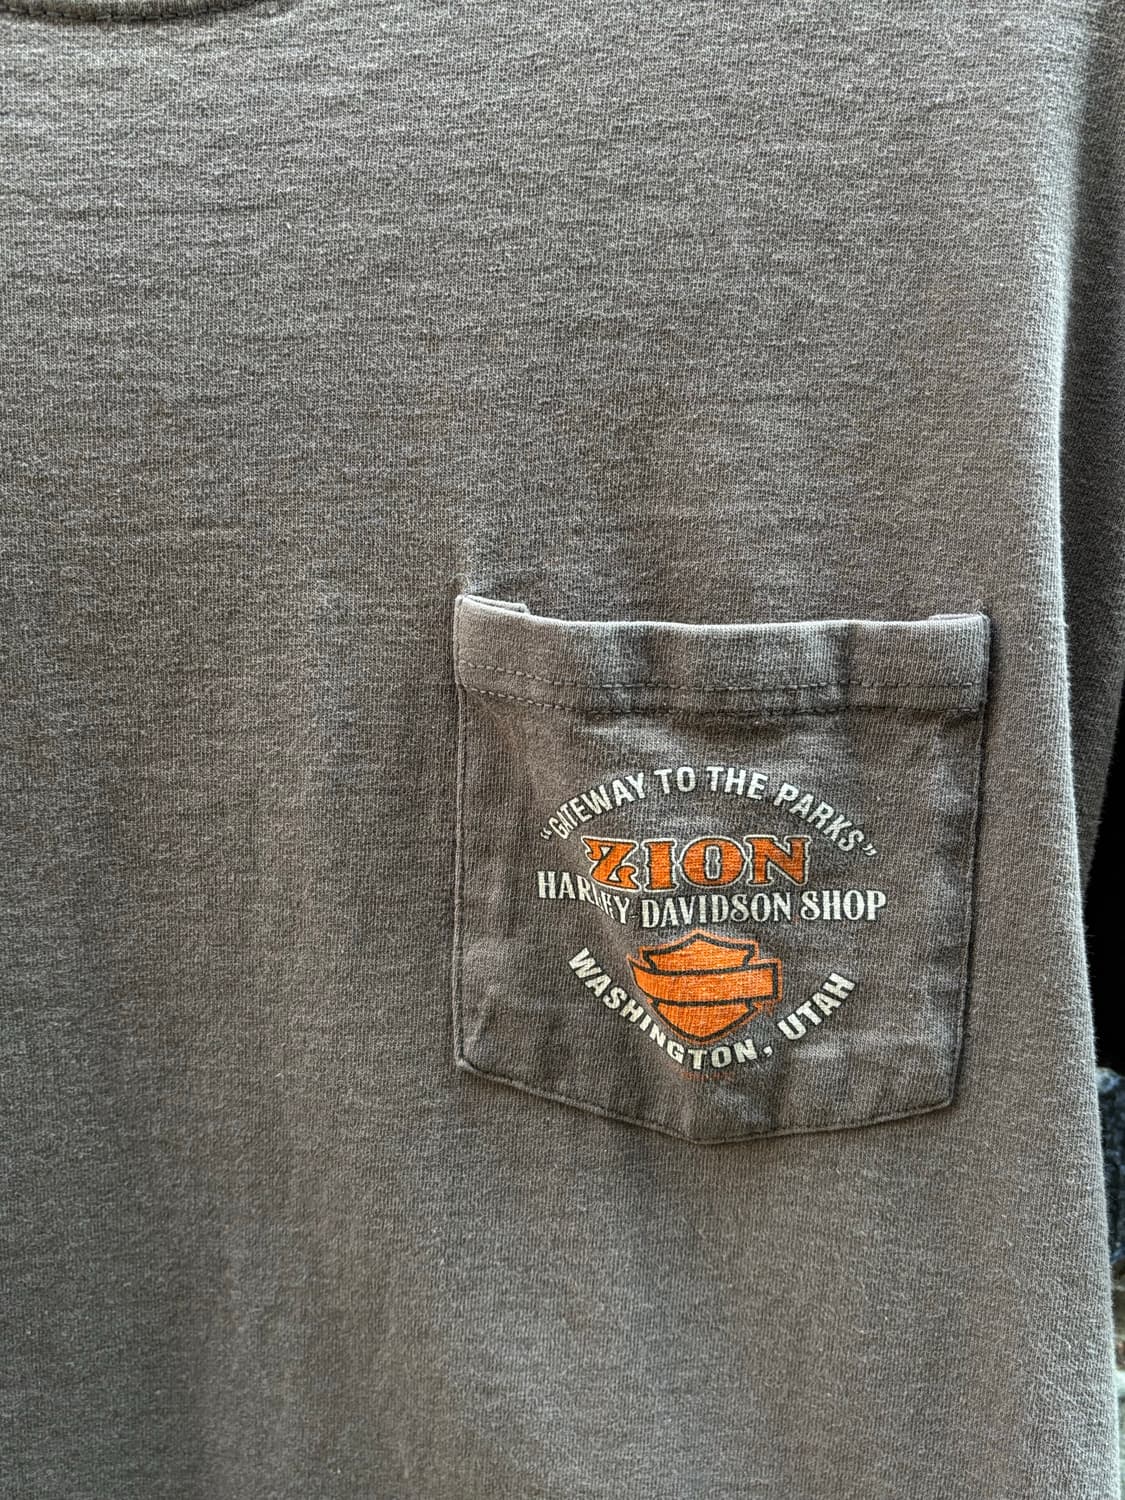 "GATEWAY TO THE PARKS"
ZION
HARLEY-DAVIDSON SHOP
WASHINGTON, UTAH